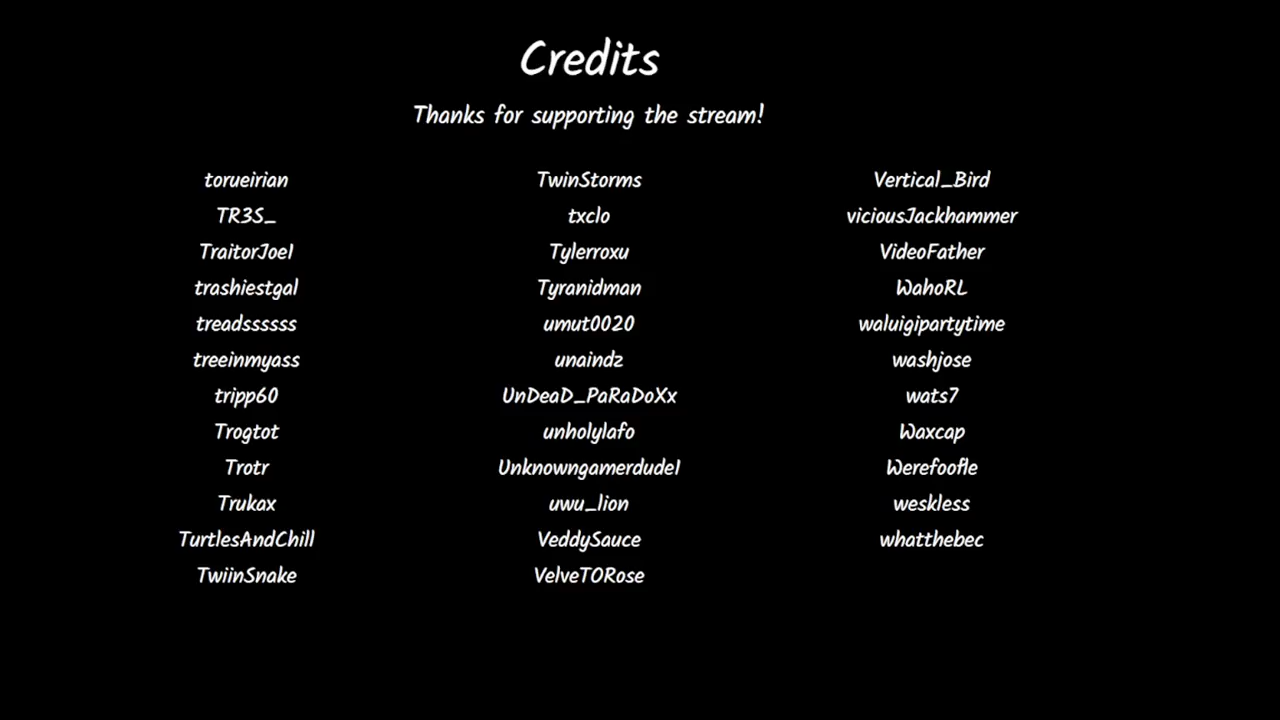 Credits
Thanks for supporting the stream!
torueirian
TR3S_
TraitorJoe1
trashiestgal
treadssssss
treeinmyass
tripp60
Trogtot
Trotr
Trukax
TurtlesAndChill
TwiinSnake
TwinStorms
txclo
Tylerroxu
Tyranidman
umut0020
unaindz
UnDeaD_PaRaDoXx
unholylafo
Unknowngamerdude1
uwu_lion
VeddySauce
VelveTORose
Vertical_Bird
viciousJackhammer
VideoFather
WahoRL
waluigipartytime
washjose
wats7
Waxcap
Werefoofle
weskless
whatthebec